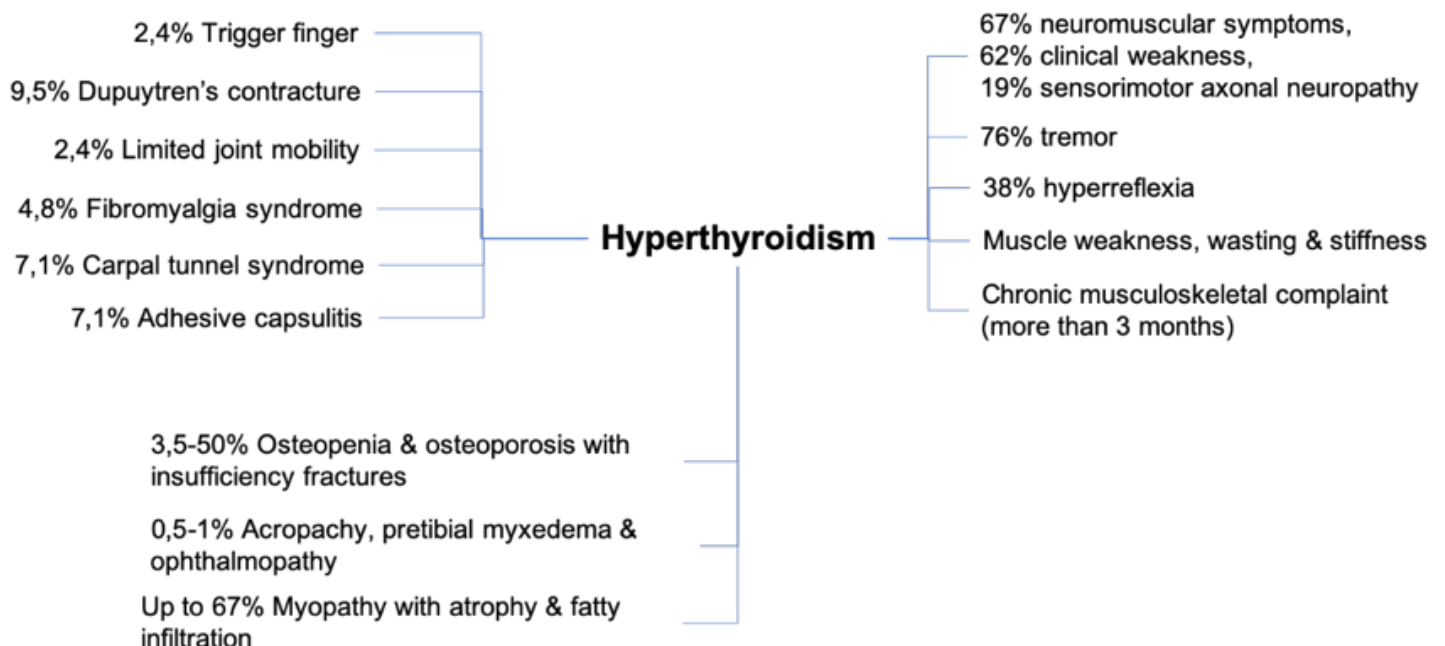 2,4% Trigger finger
9,5% Dupuytren's contracture
2,4% Limited joint mobility
4,8% Fibromyalgia syndrome
7,1% Carpal tunnel syndrome
7,1% Adhesive capsulitis
Hyperthyroidism
67% neuromuscular symptoms,
62% clinical weakness,
19% sensorimotor axonal neuropathy
76% tremor
38% hyperreflexia
Muscle weakness, wasting & stiffness
Chronic musculoskeletal complaint
(more than 3 months)
3,5-50% Osteopenia & osteoporosis with
insufficiency fractures
0,5-1% Acropachy, pretibial myxedema &
ophthalmopathy
Up to 67% Myopathy with atrophy & fatty
infiltration